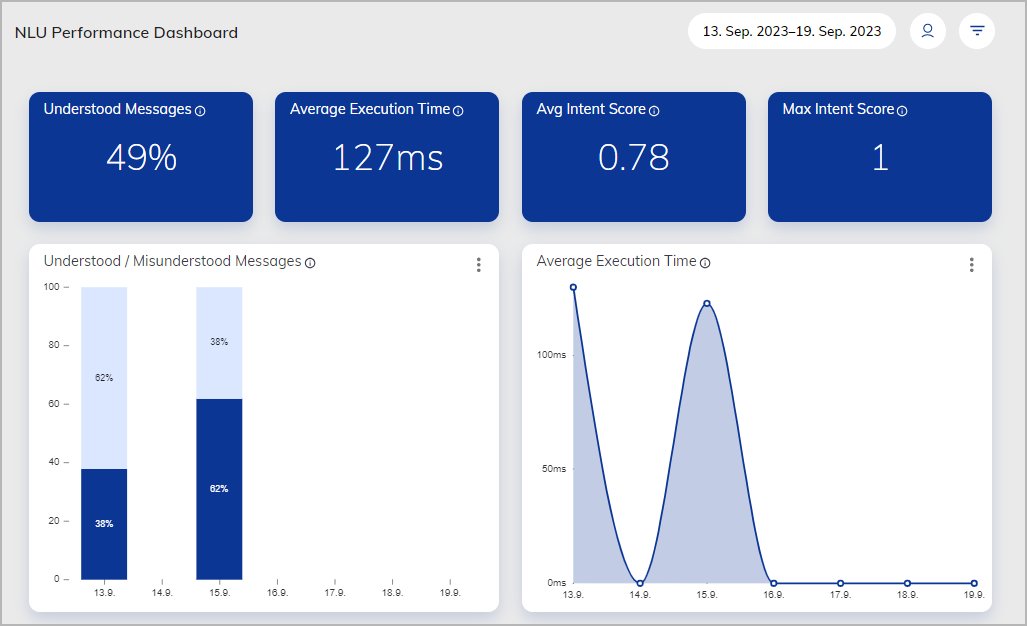 NLU Performance Dashboard
13. Sep. 2023–19. Sep. 2023
Understood Messages
49%
Average Execution Time
127ms
Avg Intent Score
0.78
Max Intent Score
1
Understood / Misunderstood Messages
100
80
60
40
20
0
62%
38%
38%
62%
13.9.
14.9.
15.9.
16.9.
17.9.
18.9.
19.9.
Average Execution Time
100ms
50ms
0ms
13.9.
14.9.
15.9.
16.9.
17.9.
18.9.
19.9.